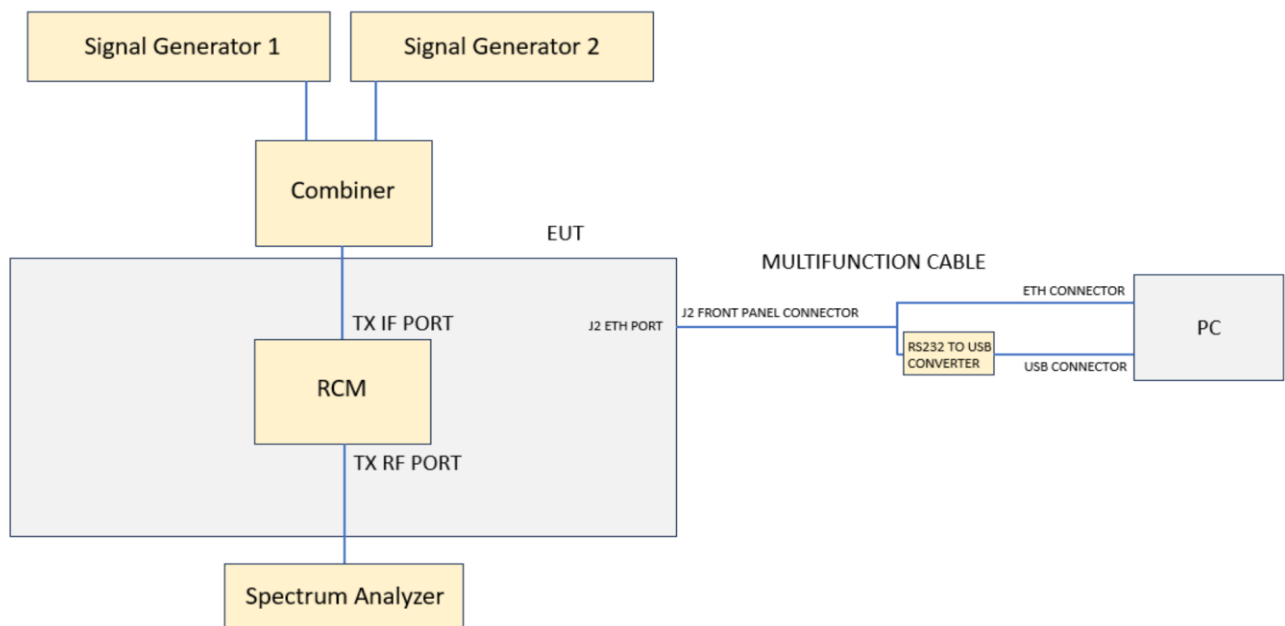 Signal Generator 1
Signal Generator 2
Combiner
EUT
MULTIFUNCTION CABLE
ETH CONNECTOR
TX IF PORT
J2 ETH PORT
J2 FRONT PANEL CONNECTOR
PC
RS232 TO USB
CONVERTER
USB CONNECTOR
RCM
TX RF PORT
Spectrum Analyzer